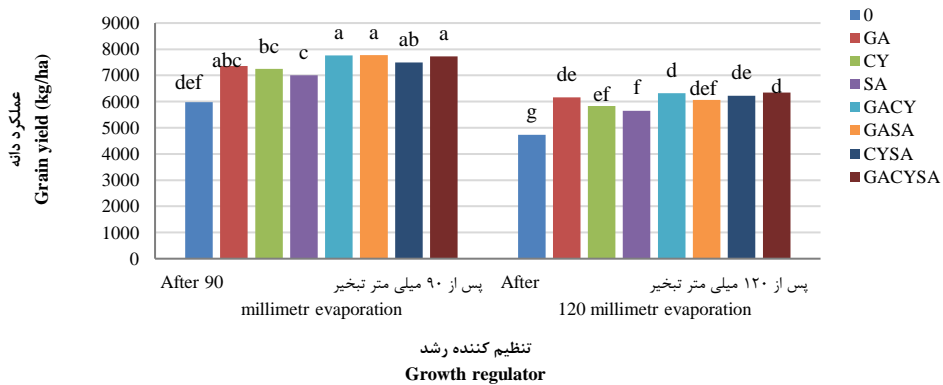 عملکرد دانه
Grain yield (kg/ha)
9000
8000
7000
6000
5000
4000
3000
2000
1000
0
def
abc
bc
c
a
a
ab
a
g
de
ef
f
d
def
de
d
0
GA
CY
SA
GACY
GASA
CYSA
GACYSA
After 90 پس از ۹۰ میلی متر تبخیر
millimetr evaporation
After پس از ۱۲۰ میلی متر تبخیر
120 millimetr evaporation
تنظیم کننده رشد
Growth regulator